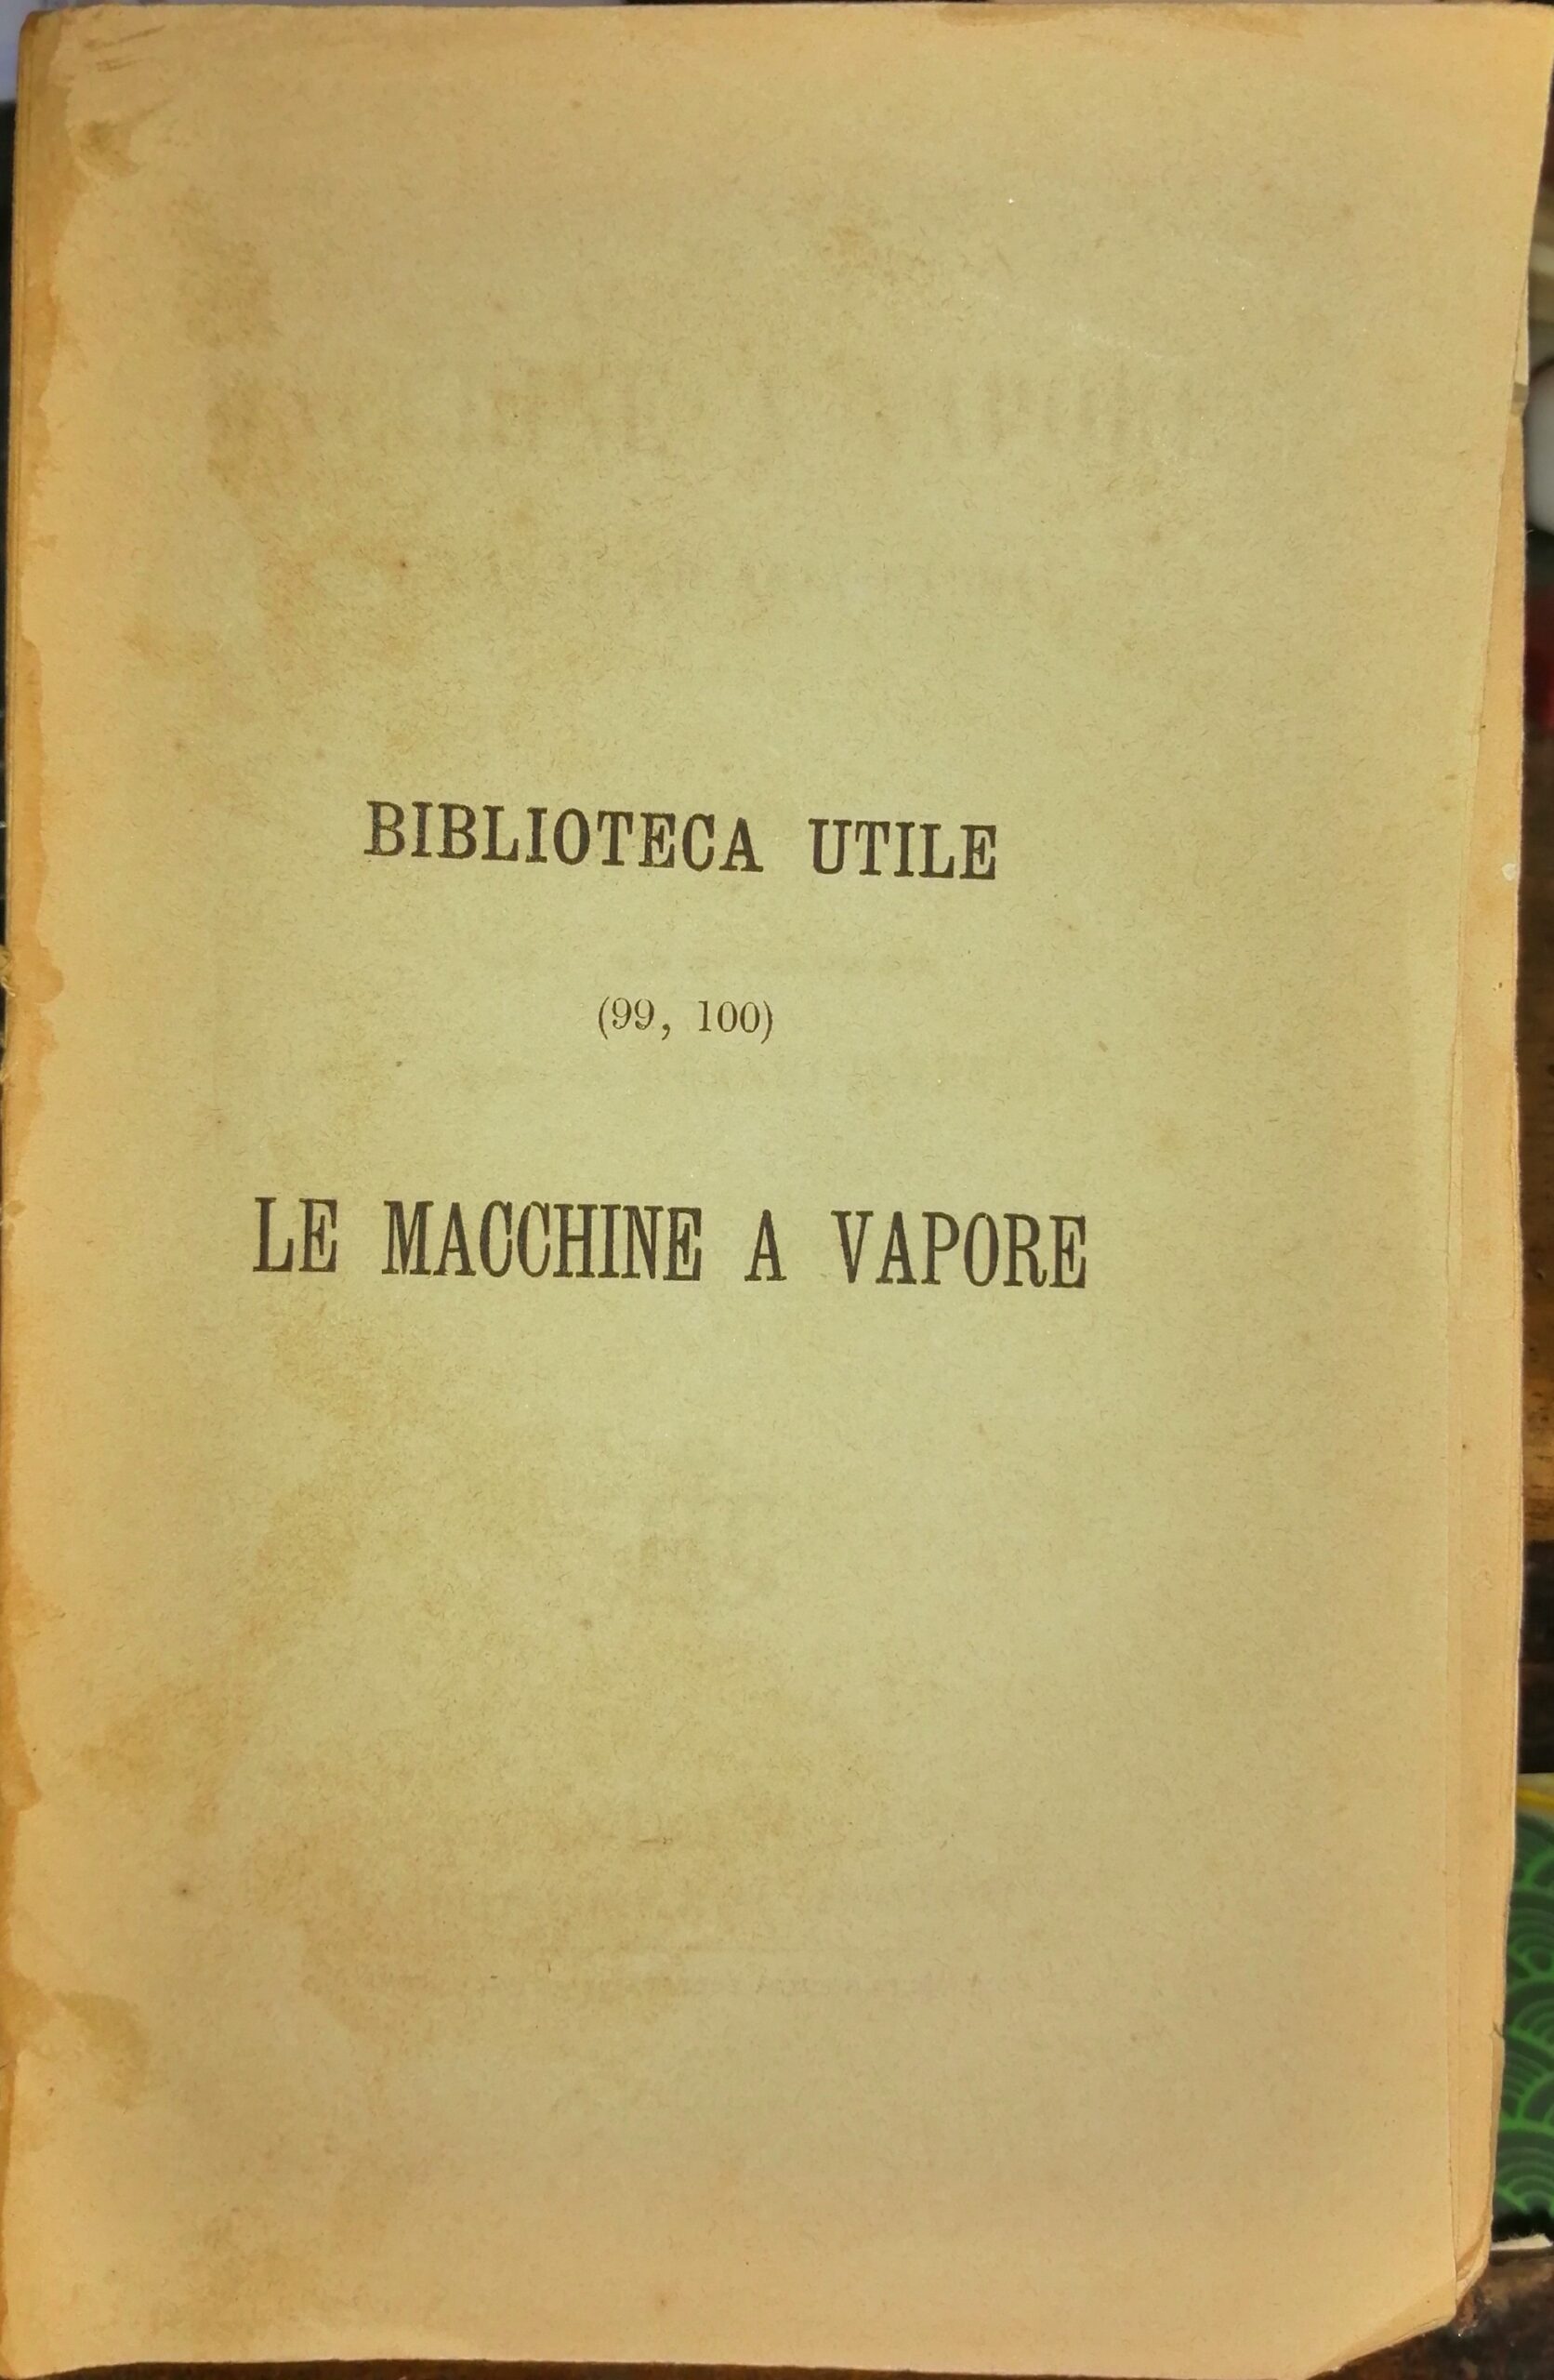 BIBLIOTECA UTILE
(99, 100)
LE MACCHINE A VAPORE